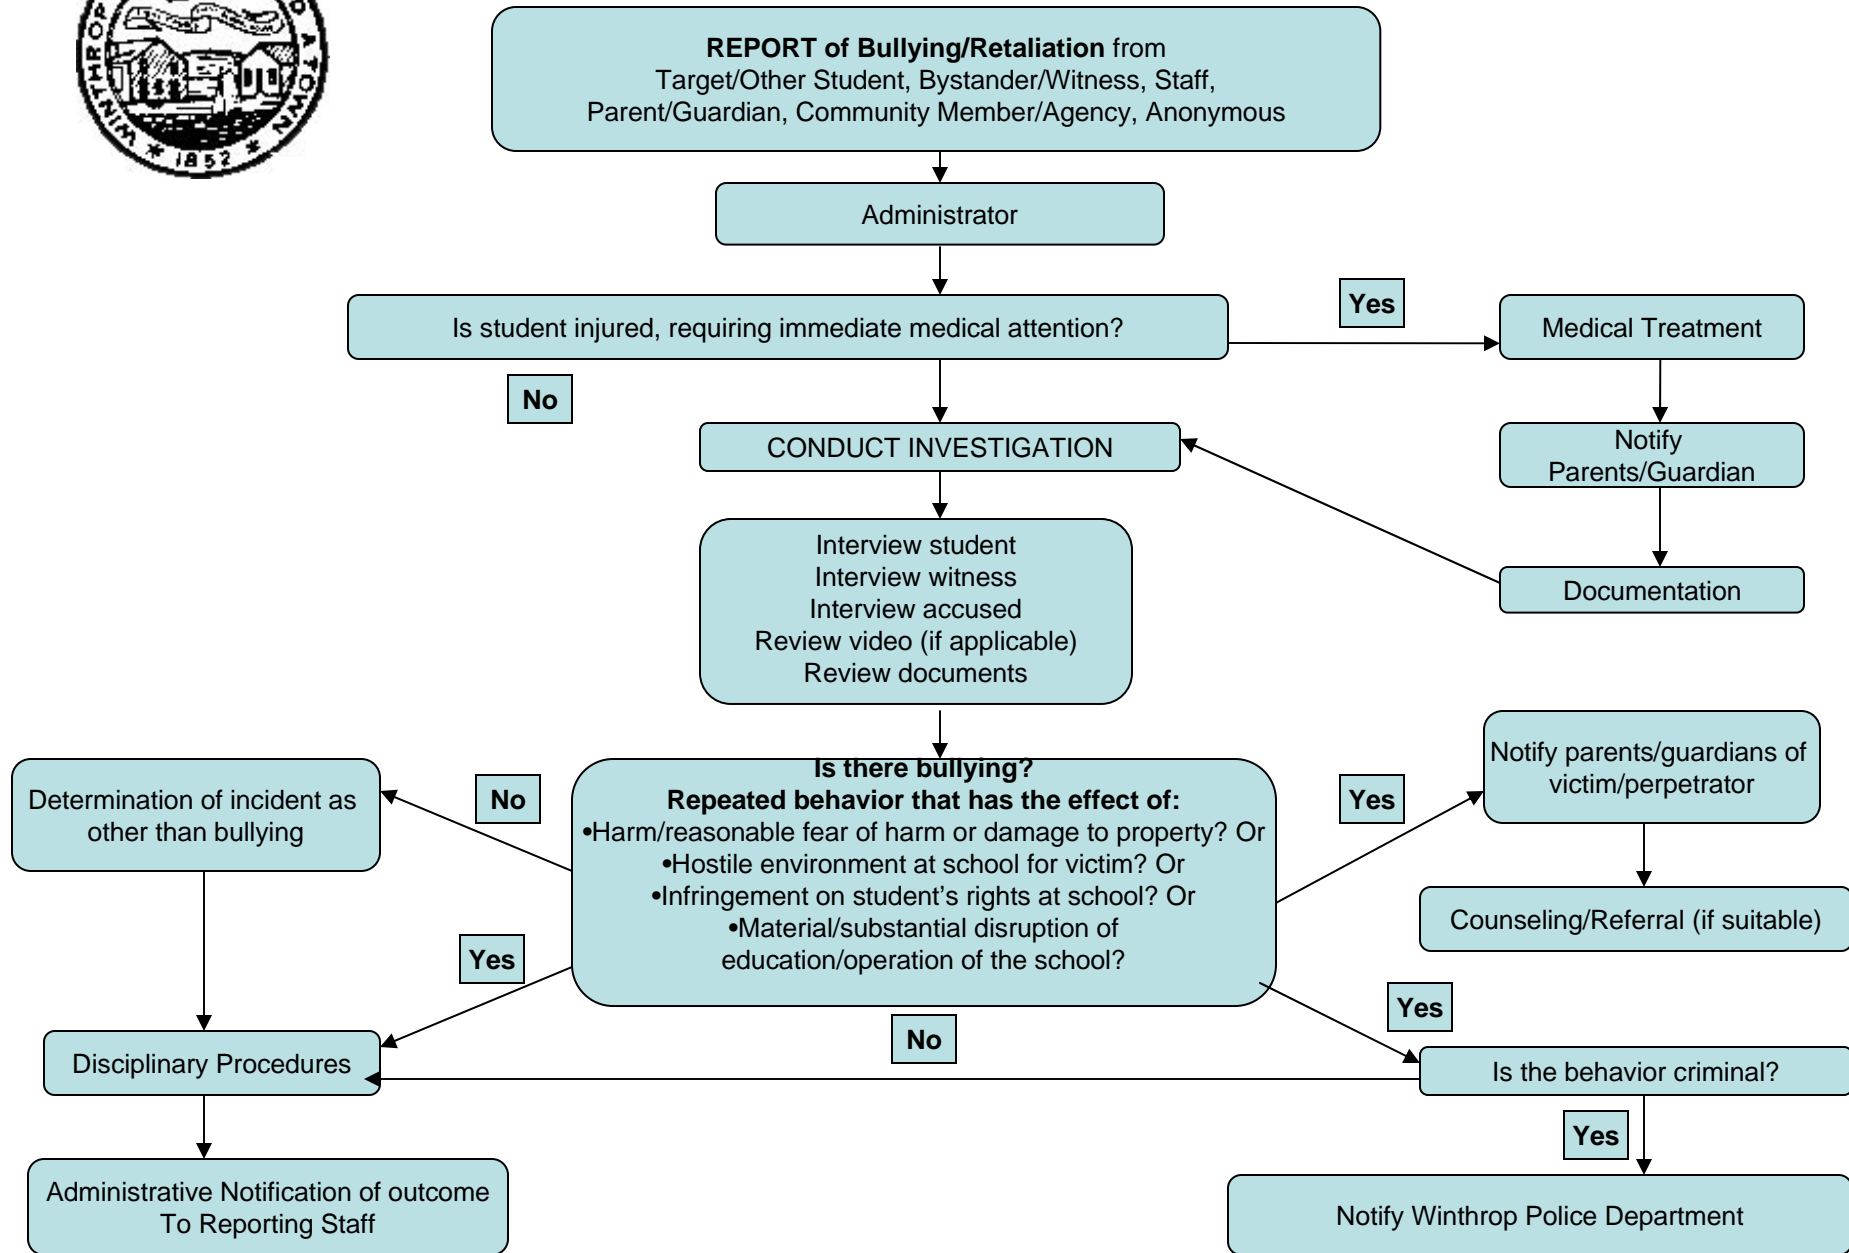 WINTHROP
A TOWN
1852
REPORT of Bullying/Retaliation from
Target/Other Student, Bystander/Witness, Staff,
Parent/Guardian, Community Member/Agency, Anonymous
Administrator
Is student injured, requiring immediate medical attention?
Yes
Medical Treatment
No
CONDUCT INVESTIGATION
Notify
Parents/Guardian
Interview student
Interview witness
Interview accused
Review video (if applicable)
Review documents
Documentation
Determination of incident as
other than bullying
No
Is there bullying?
Repeated behavior that has the effect of:
•Harm/reasonable fear of harm or damage to property? Or
•Hostile environment at school for victim? Or
•Infringement on student’s rights at school? Or
•Material/substantial disruption of
education/operation of the school?
Yes
Notify parents/guardians of
victim/perpetrator
Counseling/Referral (if suitable)
Yes
Yes
No
Disciplinary Procedures
Is the behavior criminal?
Yes
Administrative Notification of outcome
To Reporting Staff
Notify Winthrop Police Department